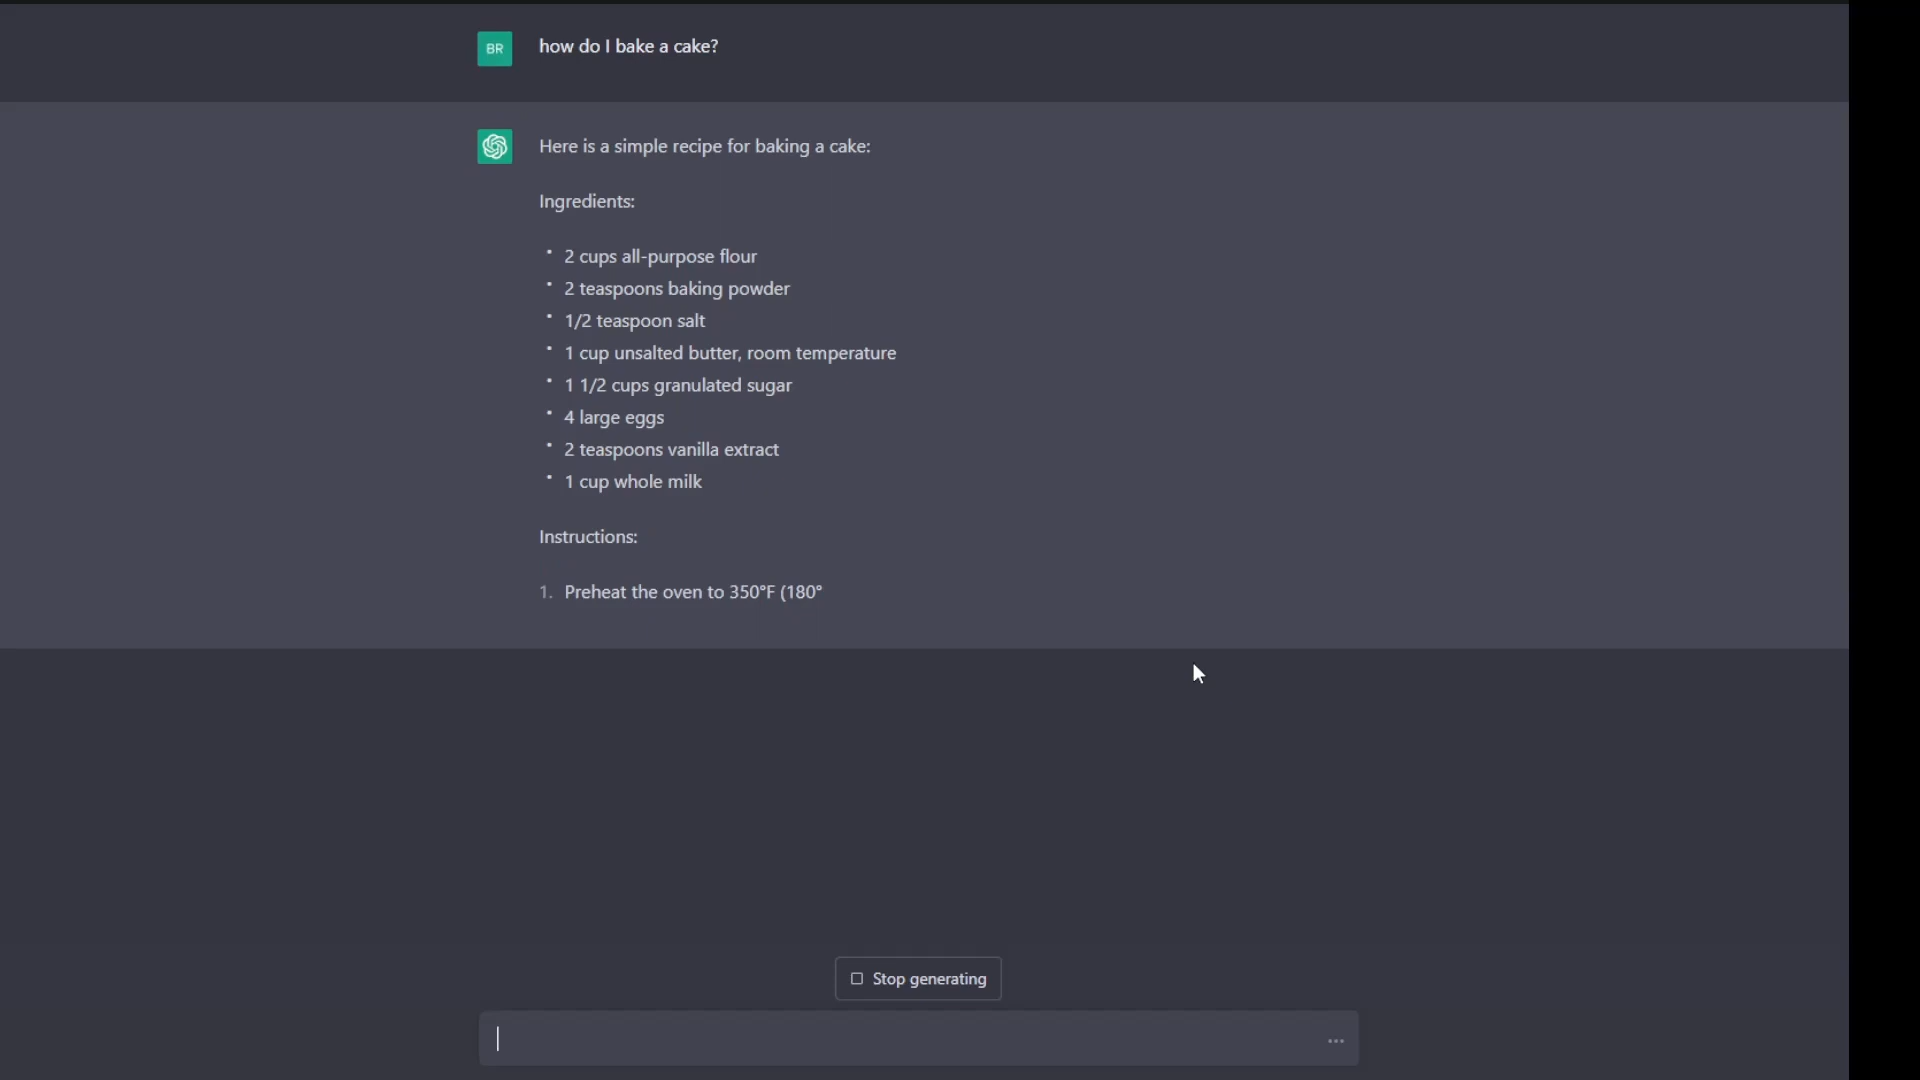 BR
how do I bake a cake?
Here is a simple recipe for baking a cake:
Ingredients:
• 2 cups all-purpose flour
• 2 teaspoons baking powder
• 1/2 teaspoon salt
• 1 cup unsalted butter, room temperature
• 1 1/2 cups granulated sugar
• 4 large eggs
• 2 teaspoons vanilla extract
• 1 cup whole milk
Instructions:
1. Preheat the oven to 350°F (180°
Stop generating